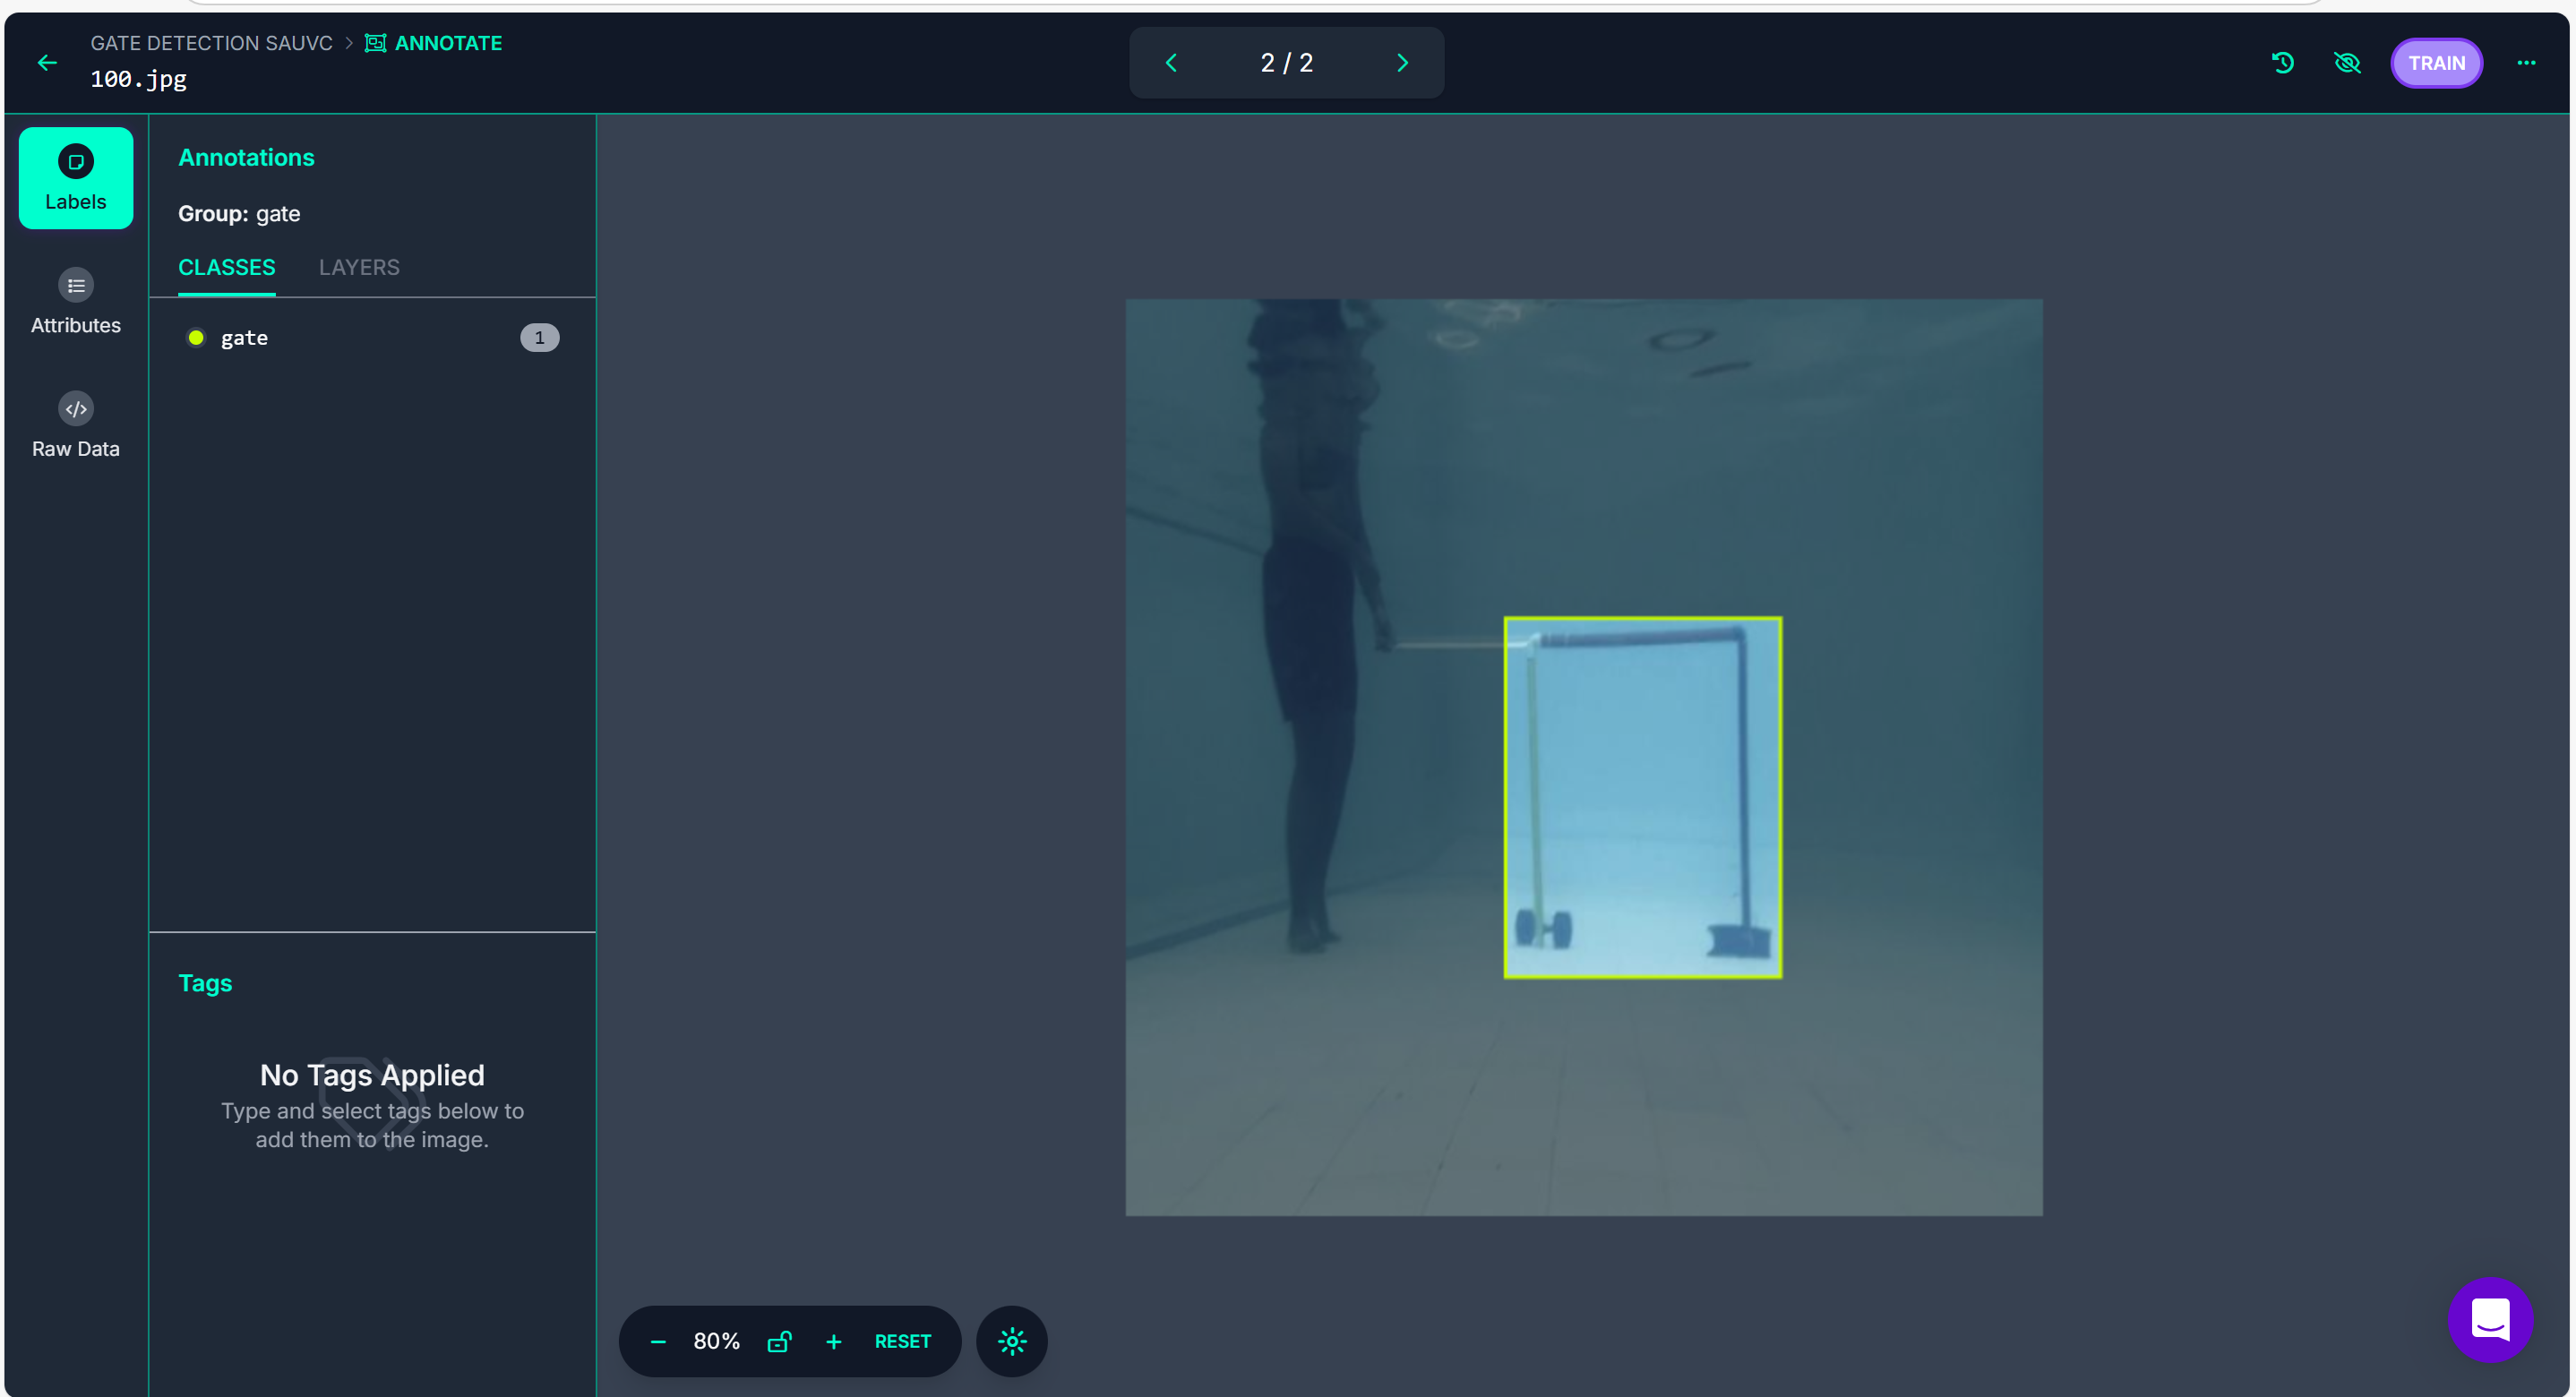 GATE DETECTION SAUVC > ANNOTATE
100.jpg
2 / 2
TRAIN
Labels
Attributes
Raw Data
Annotations
Group: gate
CLASSES LAYERS
gate 1
Tags
No Tags Applied
Type and select tags below to
add them to the image.
80% RESET